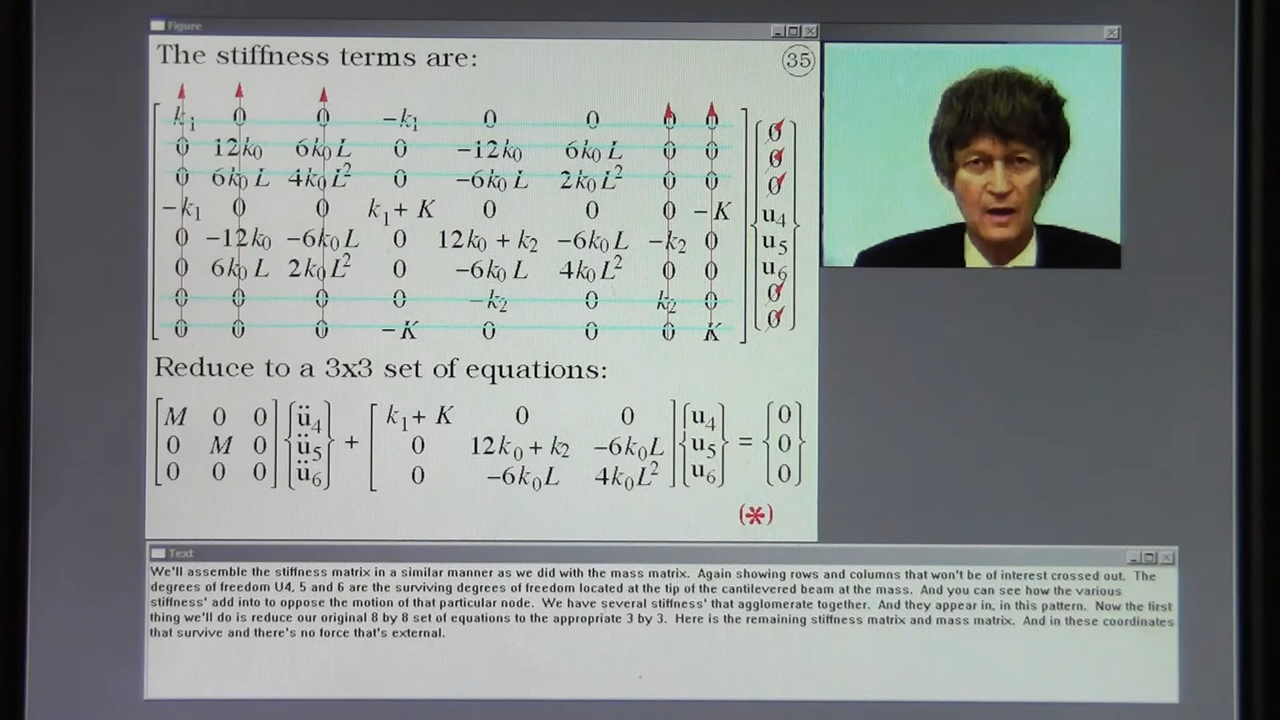 Figure
The stiffness terms are:
35
k₁ 0 0 -k₁ 0 0 0 0 0
0 12k₀ 6k₀L 0 -12k₀ 6k₀L 0 0 0
0 6k₀L 4k₀L² 0 -6k₀L 2k₀L² 0 0 0
-k₁ 0 0 k₁+ K 0 0 0 -K u₄
0 -12k₀ -6k₀L 0 12k₀ + k₂ -6k₀L -k₂ 0 u₅
0 6k₀L 2k₀L² 0 -6k₀L 4k₀L² 0 0 u₆
0 0 0 0 -k₂ 0 k₂ 0 0
0 0 0 -K 0 0 0 K 0
Reduce to a 3x3 set of equations:
M 0 0 ü₄ k₁+ K 0 0 u₄ 0
0 M 0 ü₅ + 0 12k₀ + k₂ -6k₀L u₅ = 0
0 0 0 ü₆ 0 -6k₀L 4k₀L² u₆ 0
(*)
Text
We'll assemble the stiffness matrix in a similar manner as we did with the mass matrix. Again showing rows and columns that won't be of interest crossed out. The
degrees of freedom U4, 5 and 6 are the surviving degrees of freedom located at the tip of the cantilevered beam at the mass. And you can see how the various
stiffness' add into to oppose the motion of that particular node. We have several stiffness' that agglomerate together. And they appear in, in this pattern. Now the first
thing we'll do is reduce our original 8 by 8 set of equations to the appropriate 3 by 3. Here is the remaining stiffness matrix and mass matrix. And in these coordinates
that survive and there's no force that's external.